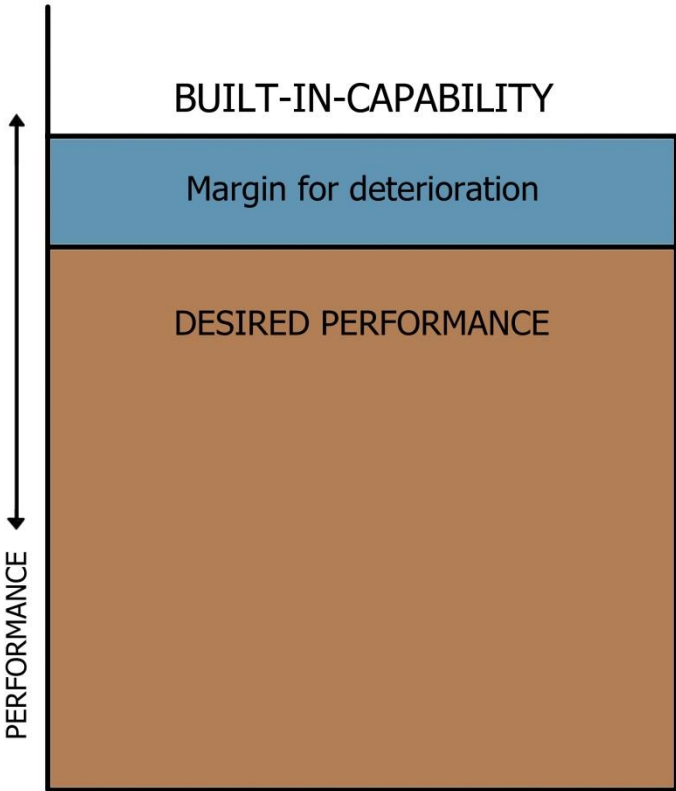 BUILT-IN-CAPABILITY
Margin for deterioration
DESIRED PERFORMANCE
PERFORMANCE